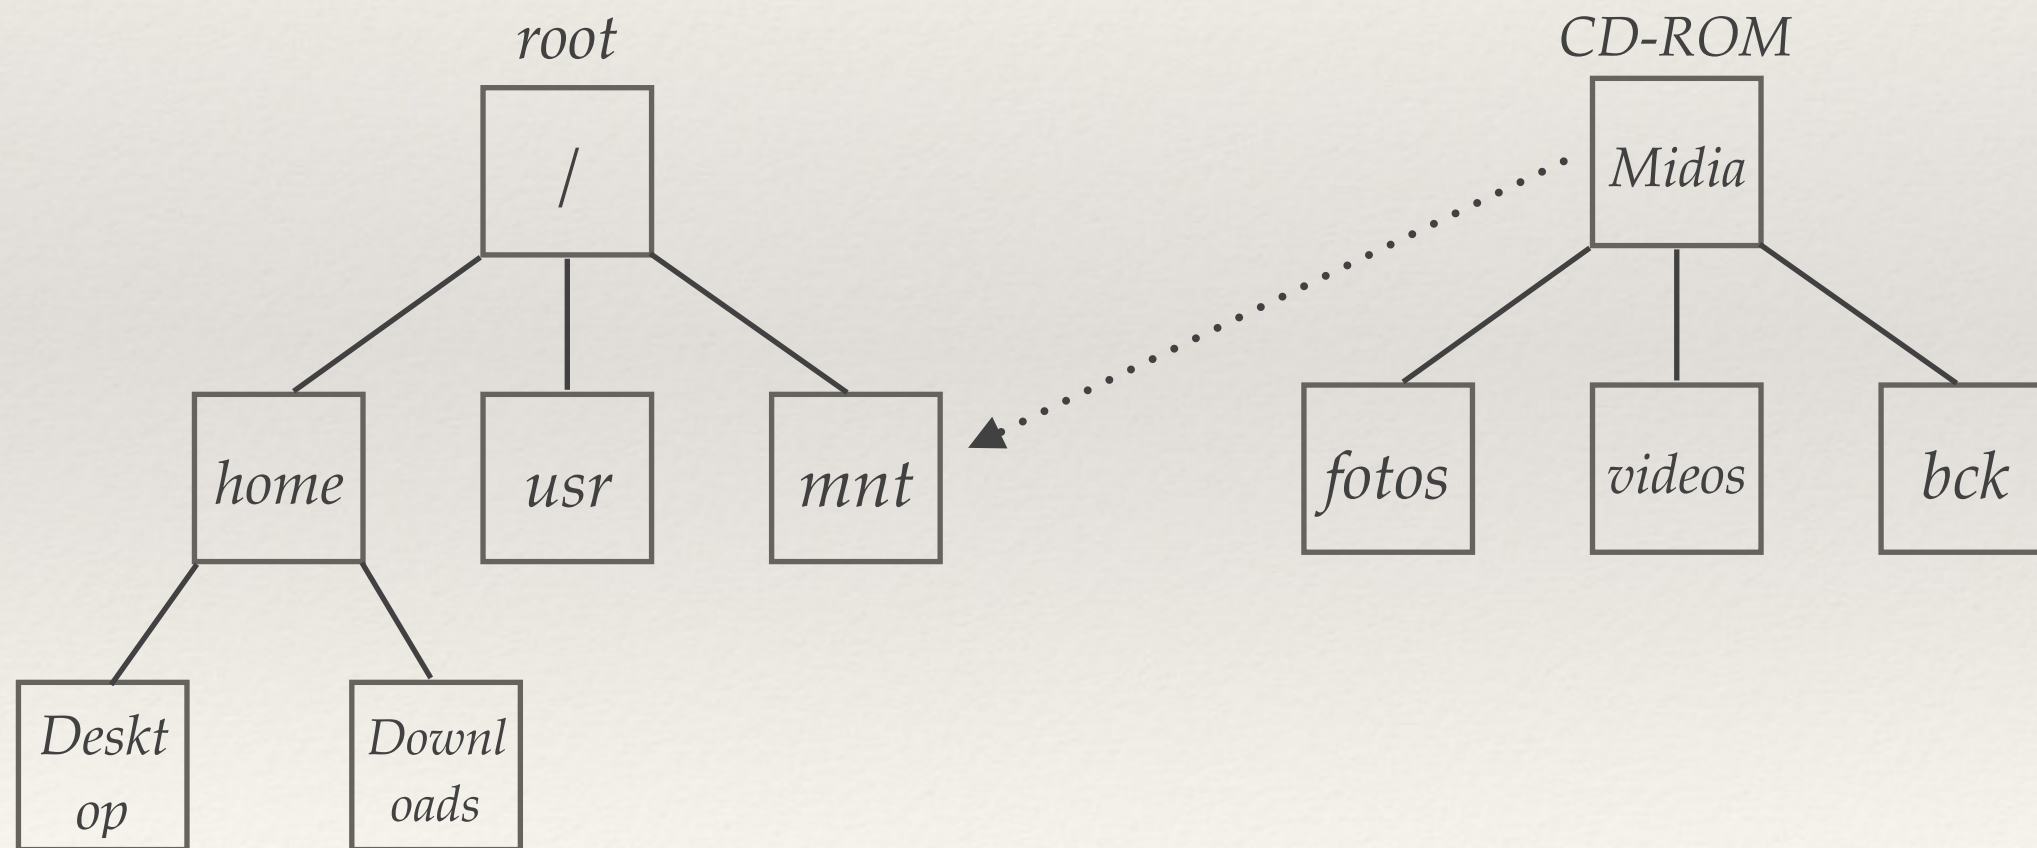 root
CD-ROM
/
Midia
home
usr
mnt
fotos
videos
bck
Deskt
op
Downl
oads